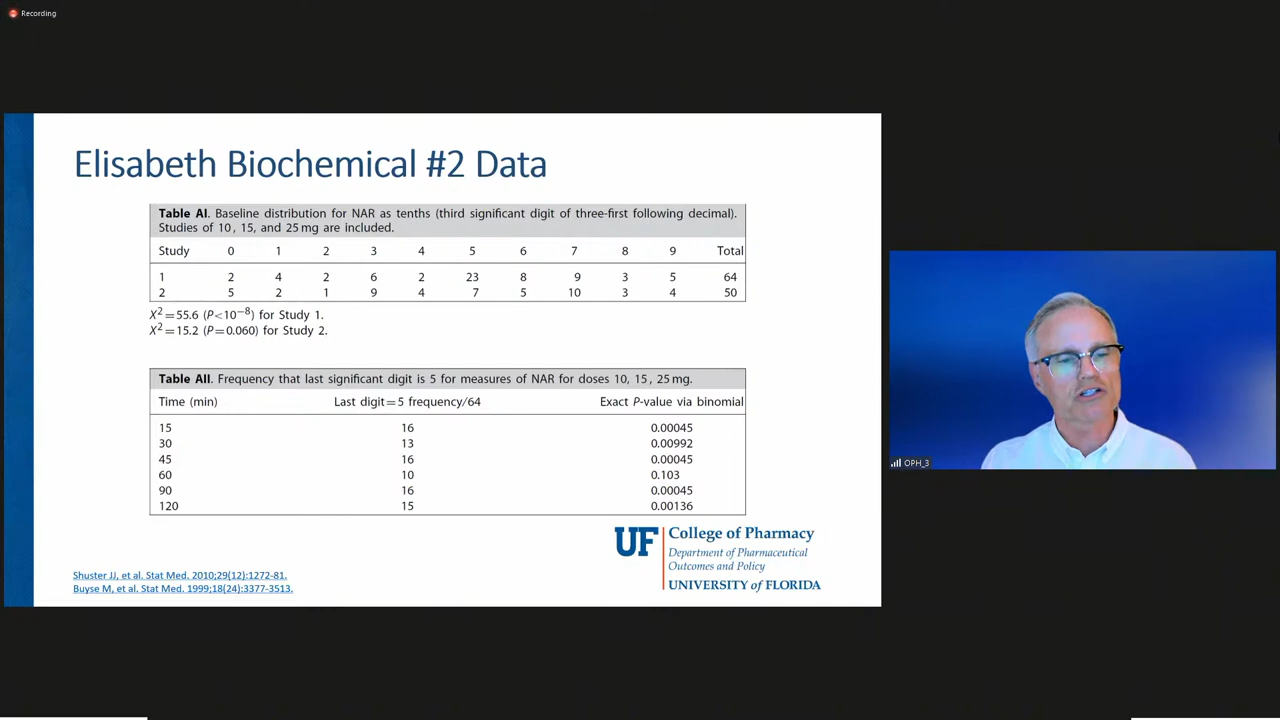 Recording
Elisabeth Biochemical #2 Data
Table AI. Baseline distribution for NAR as tenths (third significant digit of three-first following decimal).
Studies of 10, 15, and 25 mg are included.
Study 0 1 2 3 4 5 6 7 8 9 Total
1 2 4 2 6 2 23 8 9 3 5 64
2 5 2 1 9 4 7 5 10 3 4 50
X²=55.6 (P<10⁻⁸) for Study 1.
X²=15.2 (P=0.060) for Study 2.
Table AII. Frequency that last significant digit is 5 for measures of NAR for doses 10, 15, 25 mg.
Time (min) Last digit=5 frequency/64 Exact P-value via binomial
15 16 0.00045
30 13 0.00992
45 16 0.00045
60 10 0.103
90 16 0.00045
120 15 0.00136
UF College of Pharmacy
Department of Pharmaceutical
Outcomes and Policy
UNIVERSITY of FLORIDA
Shuster JJ, et al. Stat Med. 2010;29(12):1272-81.
Buyse M, et al. Stat Med. 1999;18(24):3377-3513.
OPH_3